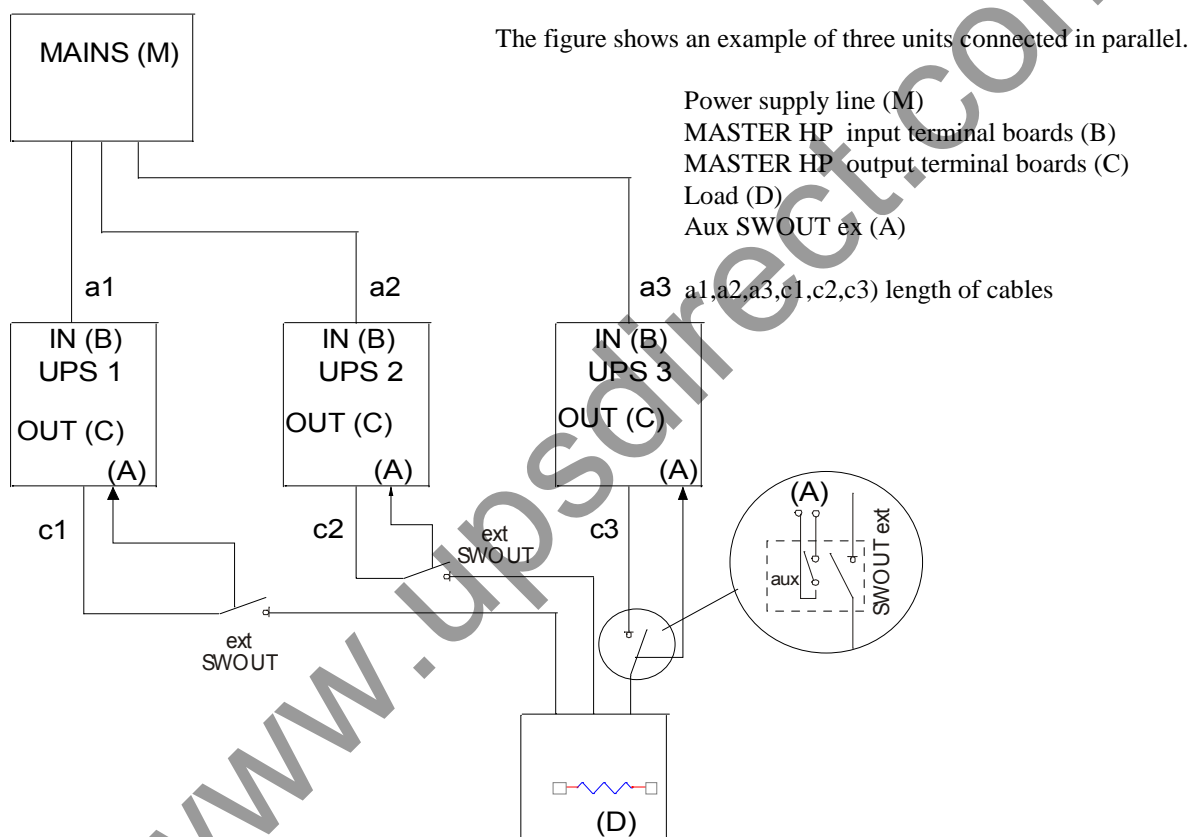 MAINS (M)
The figure shows an example of three units connected in parallel.
Power supply line (M)
MASTER HP input terminal boards (B)
MASTER HP output terminal boards (C)
Load (D)
Aux SWOUT ex (A)
a1,a2,a3,c1,c2,c3) length of cables
a1
a2
a3
IN (B)
UPS 1
OUT (C)
(A)
IN (B)
UPS 2
OUT (C)
(A)
IN (B)
UPS 3
OUT (C)
(A)
c1
c2
c3
ext
SWOUT
ext
SWOUT
(A)
aux
SWOUT ext
(D)
www.upsdirect.com